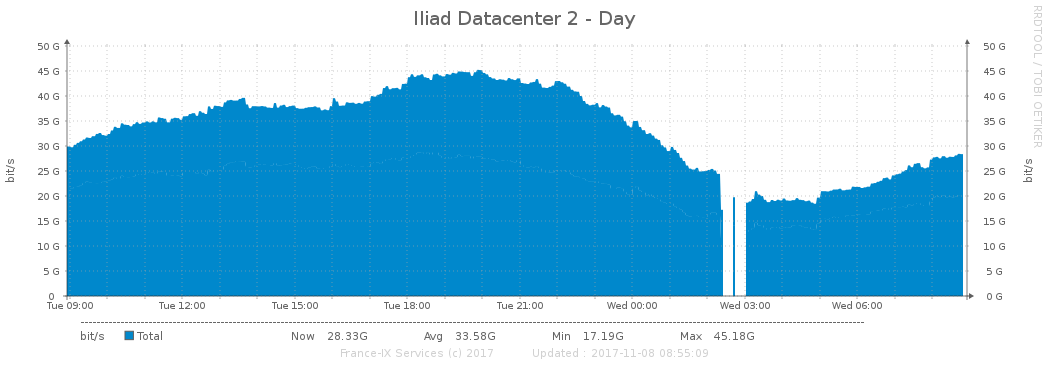 Iliad Datacenter 2 - Day
RRDTOOL / TOBI OETIKER
bit/s
50 G 50 G
45 G 45 G
40 G 40 G
35 G 35 G
30 G 30 G
25 G 25 G
20 G 20 G
15 G 15 G
10 G 10 G
5 G 5 G
0 0 G
bit/s
Tue 09:00 Tue 12:00 Tue 15:00 Tue 18:00 Tue 21:00 Wed 00:00 Wed 03:00 Wed 06:00
bit/s Total Now 28.33G Avg 33.58G Min 17.19G Max 45.18G
France-IX Services (c) 2017 Updated : 2017-11-08 08:55:09